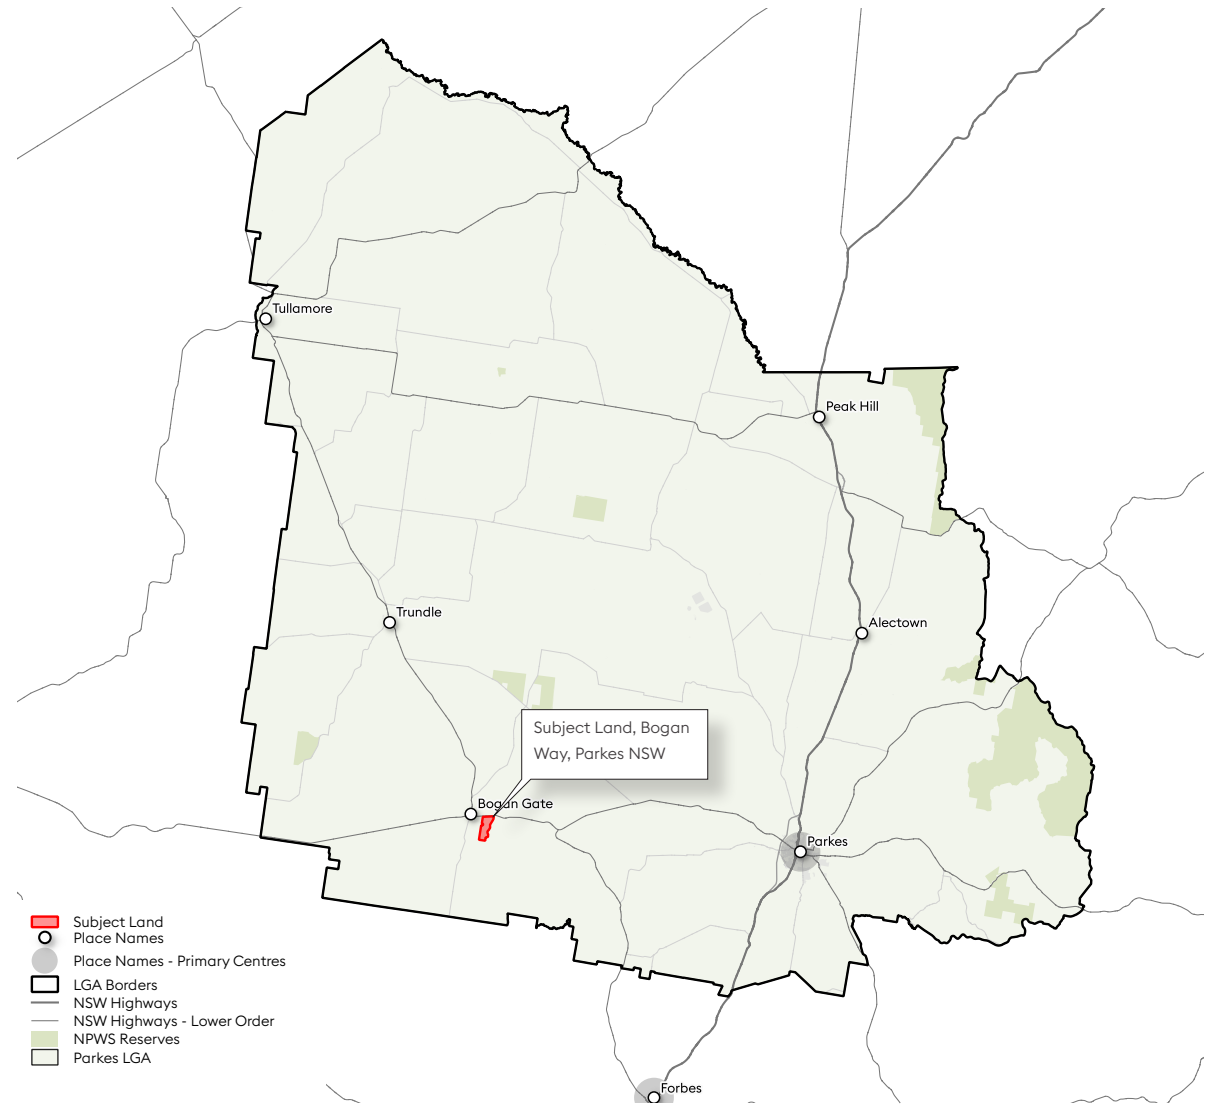 Tullamore
Peak Hill
Trundle
Alectown
Subject Land, Bogan
Way, Parkes NSW
Bogan Gate
Parkes
Subject Land
Place Names
Place Names - Primary Centres
LGA Borders
NSW Highways
NSW Highways - Lower Order
NPWS Reserves
Parkes LGA
Forbes